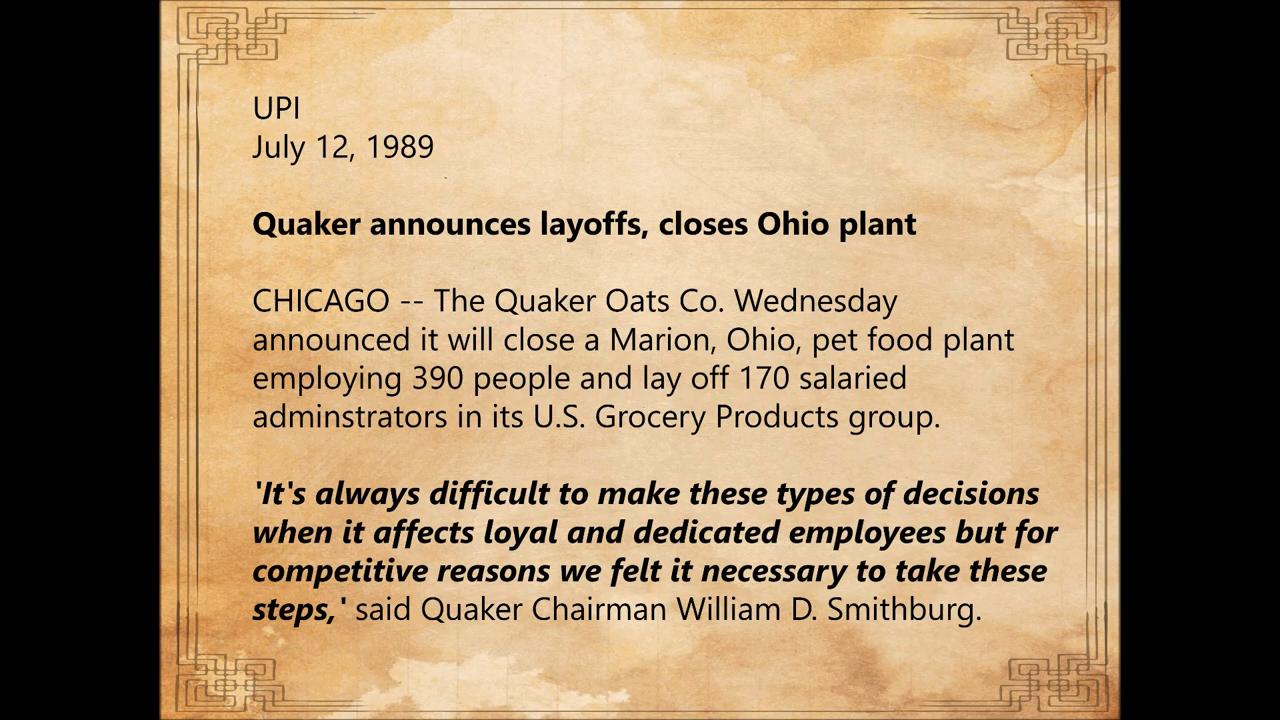 UPI
July 12, 1989
Quaker announces layoffs, closes Ohio plant
CHICAGO -- The Quaker Oats Co. Wednesday
announced it will close a Marion, Ohio, pet food plant
employing 390 people and lay off 170 salaried
adminstrators in its U.S. Grocery Products group.
'It's always difficult to make these types of decisions
when it affects loyal and dedicated employees but for
competitive reasons we felt it necessary to take these
steps,' said Quaker Chairman William D. Smithburg.